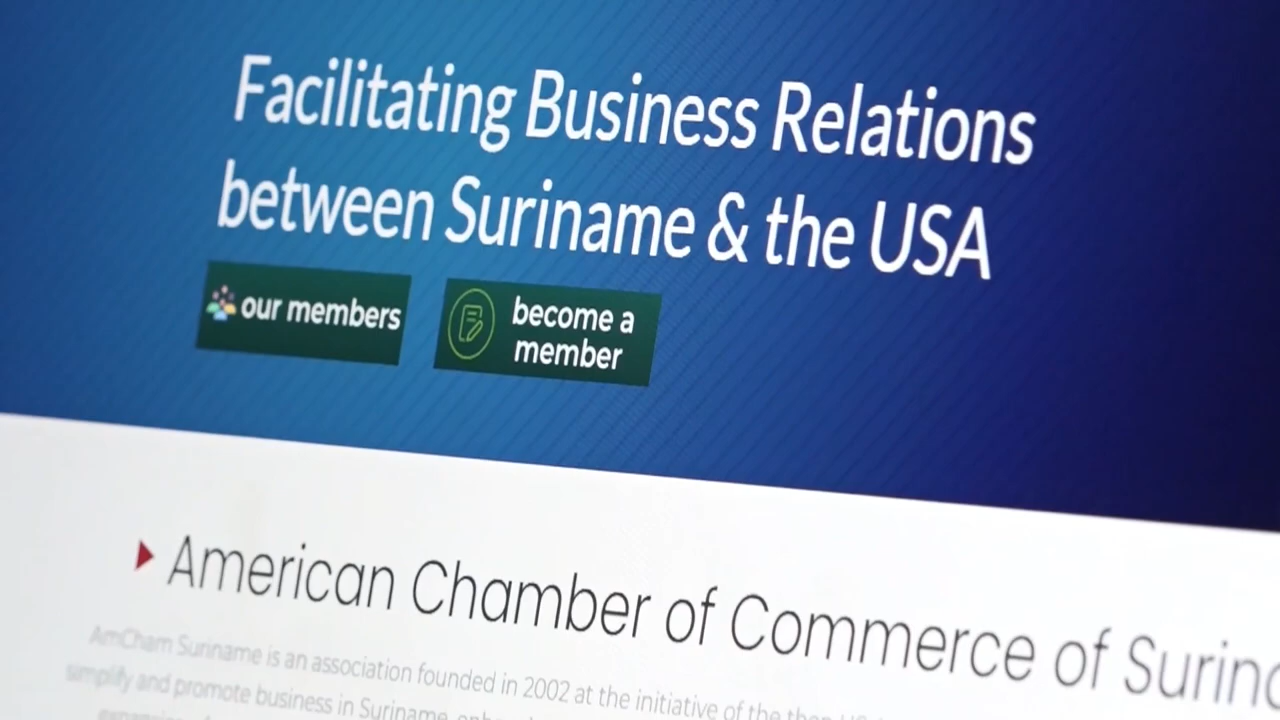 Facilitating Business Relations
between Suriname & the USA
our members
become a
member
American Chamber of Commerce of Surin
AmCham Suriname is an association founded in 2002 at the initiative of the then US
simplify and promote business in Suriname